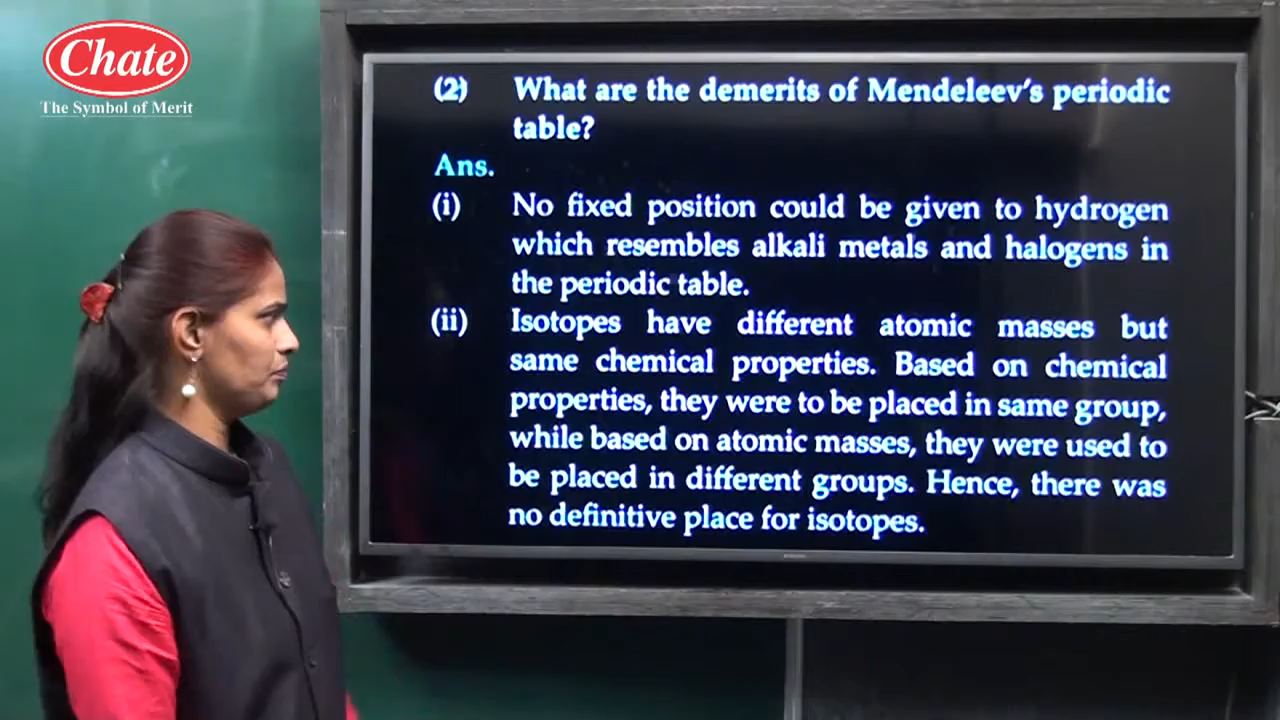 Chate
The Symbol of Merit
(2) What are the demerits of Mendeleev's periodic
table?
Ans.
(i) No fixed position could be given to hydrogen
which resembles alkali metals and halogens in
the periodic table.
(ii) Isotopes have different atomic masses but
same chemical properties. Based on chemical
properties, they were to be placed in same group,
while based on atomic masses, they were used to
be placed in different groups. Hence, there was
no definitive place for isotopes.